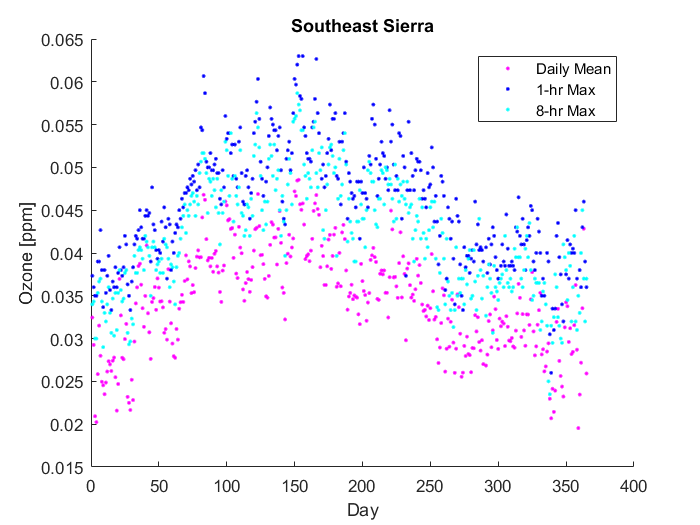 Southeast Sierra
Daily Mean
1-hr Max
8-hr Max
Ozone [ppm]
0.065
0.06
0.055
0.05
0.045
0.04
0.035
0.03
0.025
0.02
0.015
0 50 100 150 200 250 300 350 400
Day